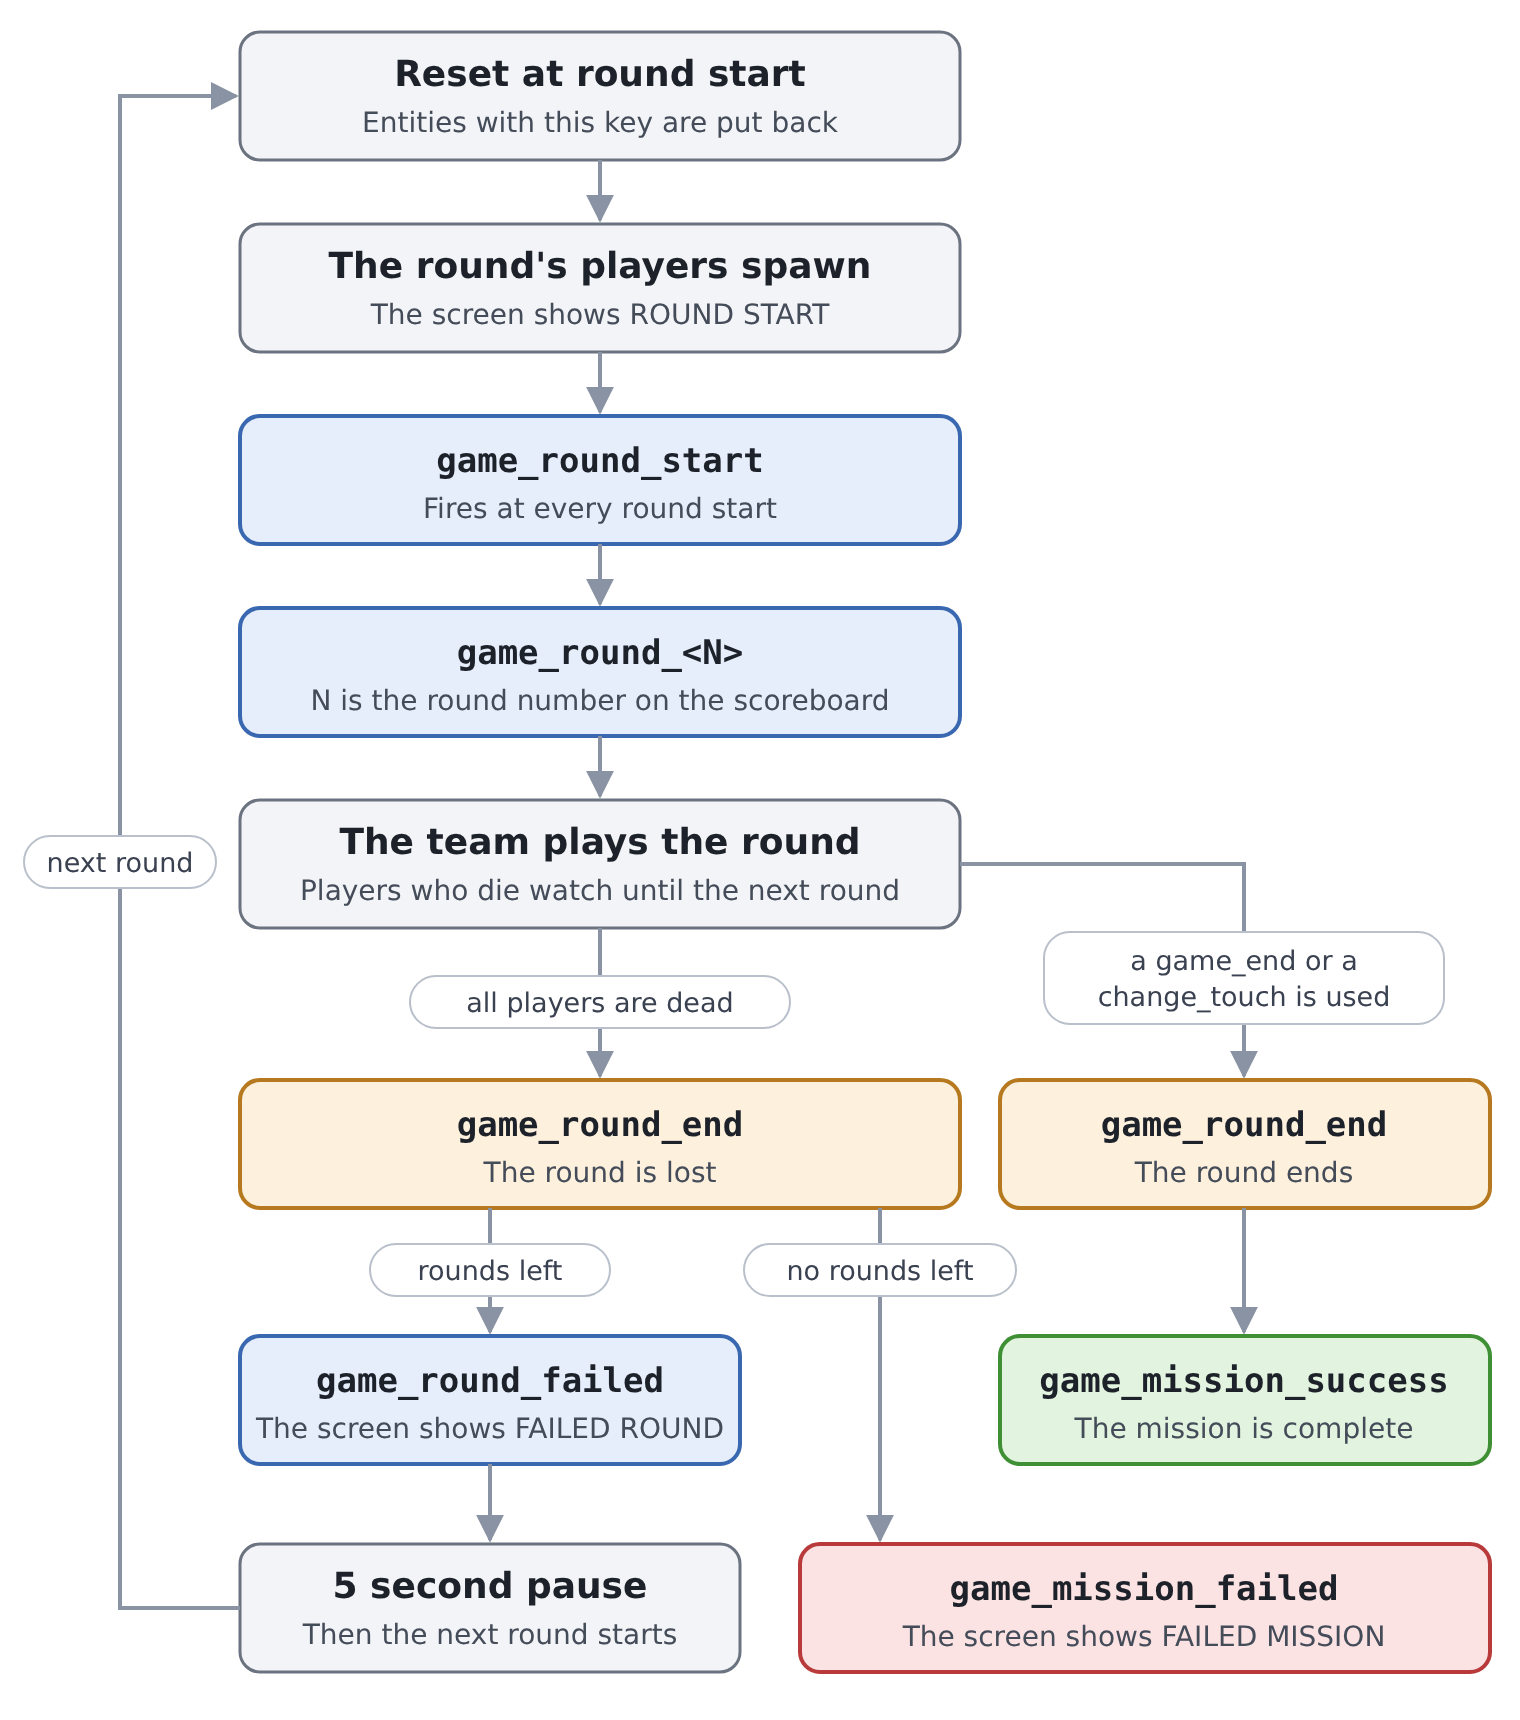 Reset at round start
Entities with this key are put back
The round's players spawn
The screen shows ROUND START
game_round_start
Fires at every round start
game_round_<N>
N is the round number on the scoreboard
The team plays the round
Players who die watch until the next round
next round
a game_end or a
change_touch is used
all players are dead
game_round_end
The round is lost
game_round_end
The round ends
rounds left
no rounds left
game_round_failed
The screen shows FAILED ROUND
game_mission_success
The mission is complete
5 second pause
Then the next round starts
game_mission_failed
The screen shows FAILED MISSION